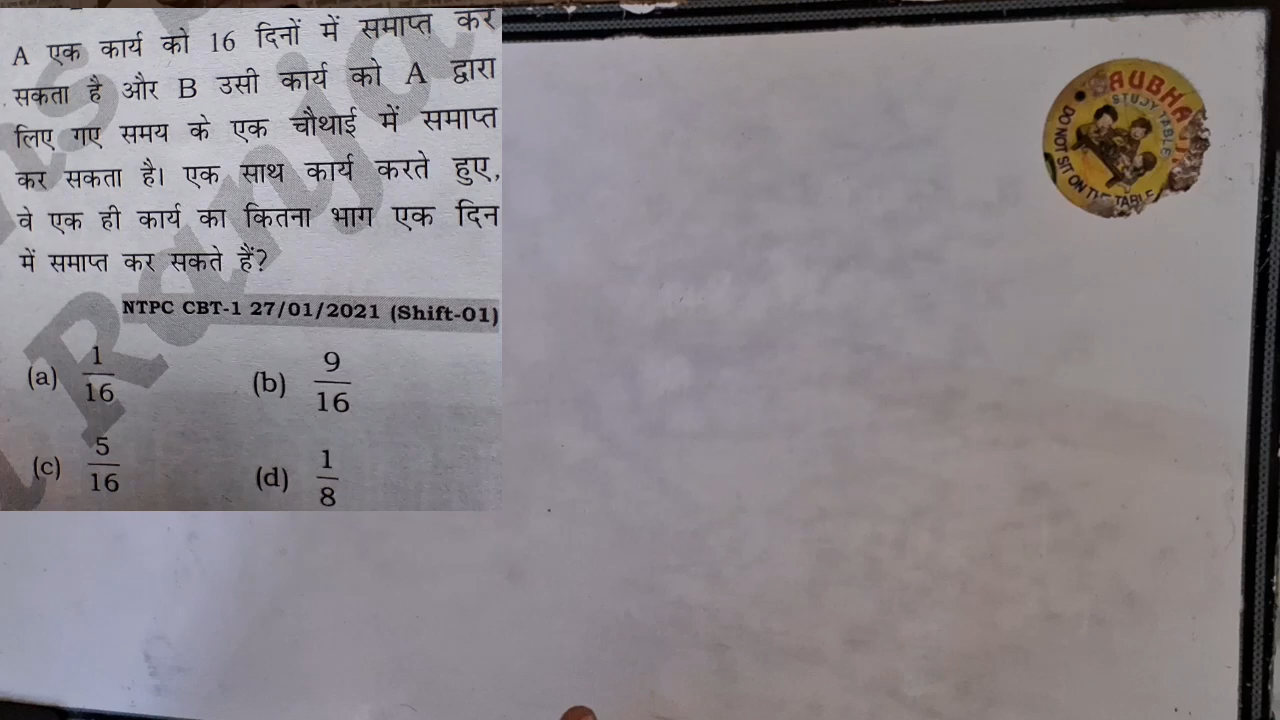 A एक कार्य को 16 दिनों में समाप्त कर
सकता है और B उसी कार्य को A द्वारा
लिए गए समय के एक चौथाई में समाप्त
कर सकता है। एक साथ कार्य करते हुए,
वे एक ही कार्य का कितना भाग एक दिन
में समाप्त कर सकते हैं?
NTPC CBT-1 27/01/2021 (Shift-01)
(a) 1/16 (b) 9/16
(c) 5/16 (d) 1/8
AUBHA
STUDY TABLE
DO NOT SIT ON THE TABLE